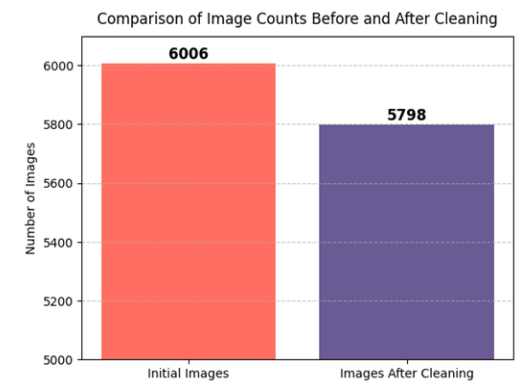 Comparison of Image Counts Before and After Cleaning
6006
5798
Number of Images
6000
5800
5600
5400
5200
5000
Initial Images
Images After Cleaning